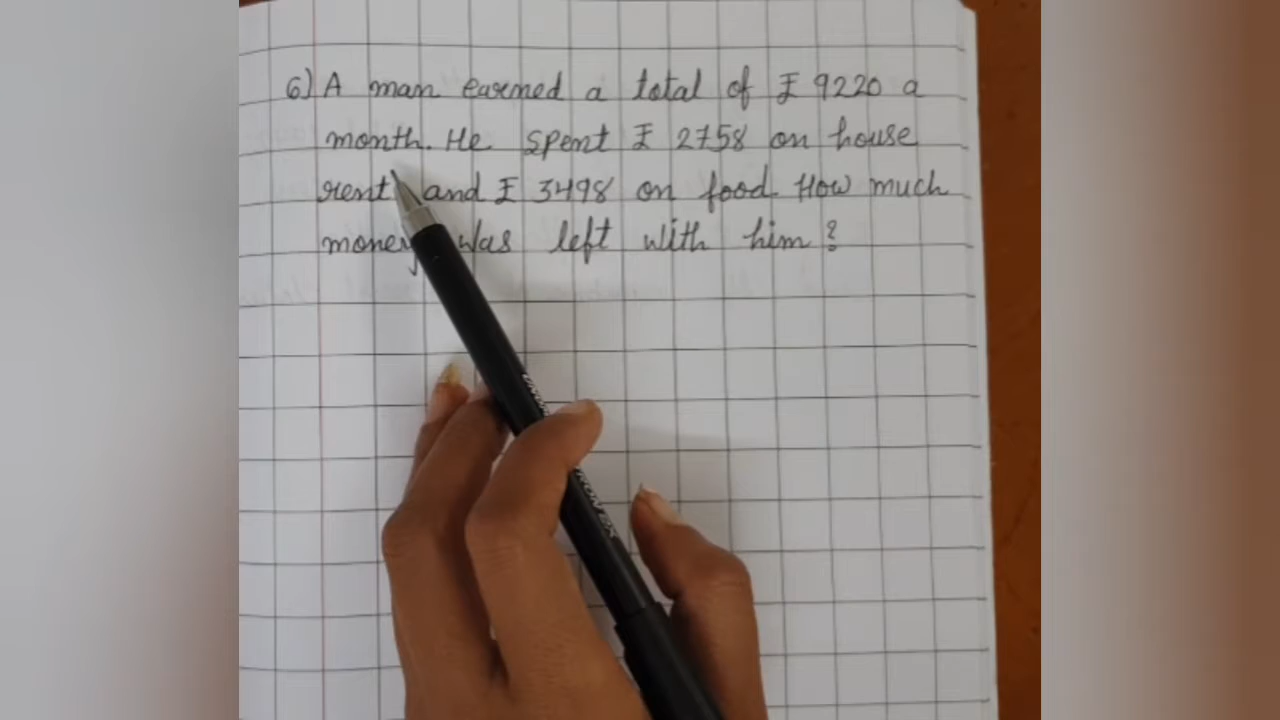 6) A man earned a total of ₹ 9220 a
month. He spent ₹ 2758 on house
rent and ₹ 3498 on food. How much
money was left with him ?